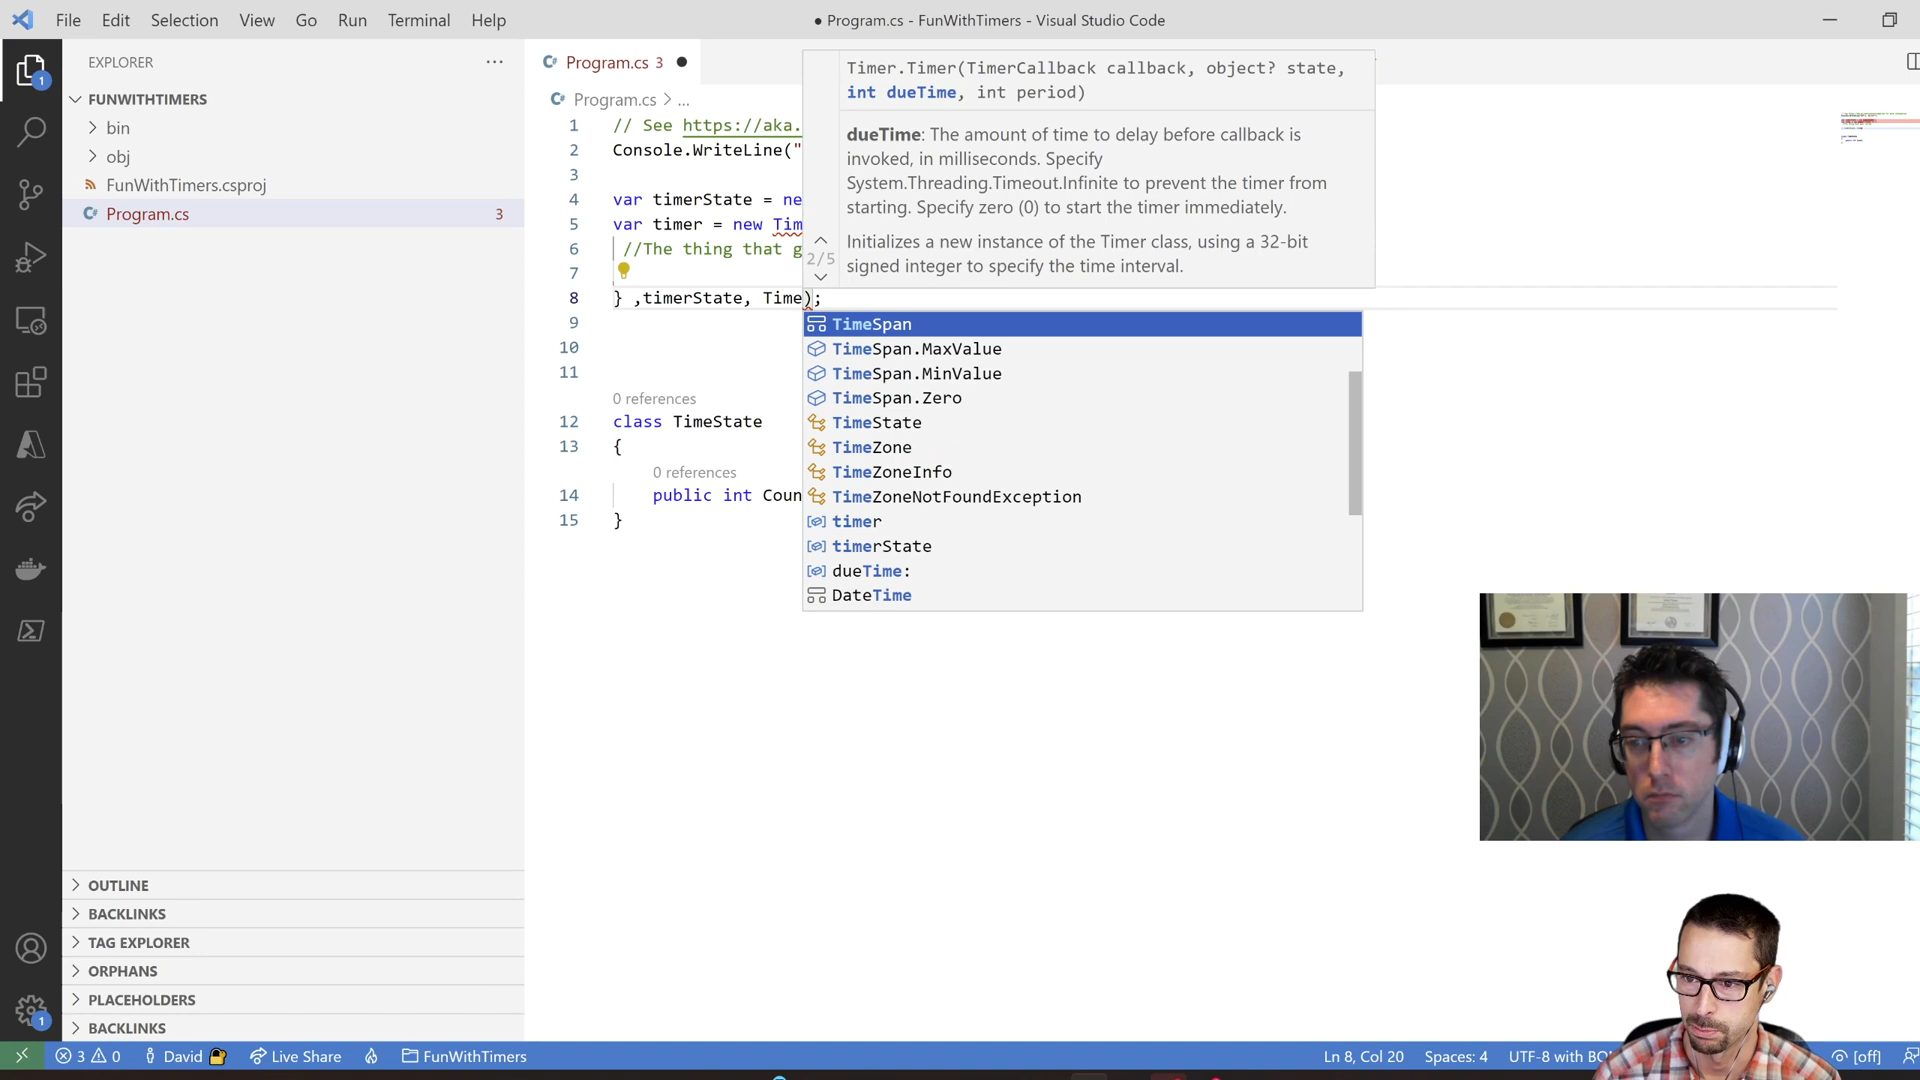 File Edit Selection View Go Run Terminal Help
● Program.cs - FunWithTimers - Visual Studio Code
EXPLORER
FUNWITHTIMERS
bin
obj
FunWithTimers.csproj
Program.cs 3
OUTLINE
BACKLINKS
TAG EXPLORER
ORPHANS
PLACEHOLDERS
BACKLINKS
1
1
Program.cs 3
Program.cs > ...
1 // See https://aka.
2 Console.WriteLine("
3
4 var timerState = ne
5 var timer = new Tim
6 //The thing that g
7
8 } ,timerState, Time);
9
10
11
0 references
12 class TimeState
13 {
0 references
14 public int Coun
15 }
Timer.Timer(TimerCallback callback, object? state,
int dueTime, int period)
dueTime: The amount of time to delay before callback is
invoked, in milliseconds. Specify
System.Threading.Timeout.Infinite to prevent the timer from
starting. Specify zero (0) to start the timer immediately.
2/5
Initializes a new instance of the Timer class, using a 32-bit
signed integer to specify the time interval.
TimeSpan
TimeSpan.MaxValue
TimeSpan.MinValue
TimeSpan.Zero
TimeState
TimeZone
TimeZoneInfo
TimeZoneNotFoundException
timer
timerState
dueTime:
DateTime
3 0 David Live Share FunWithTimers
Ln 8, Col 20 Spaces: 4 UTF-8 with BO [off]